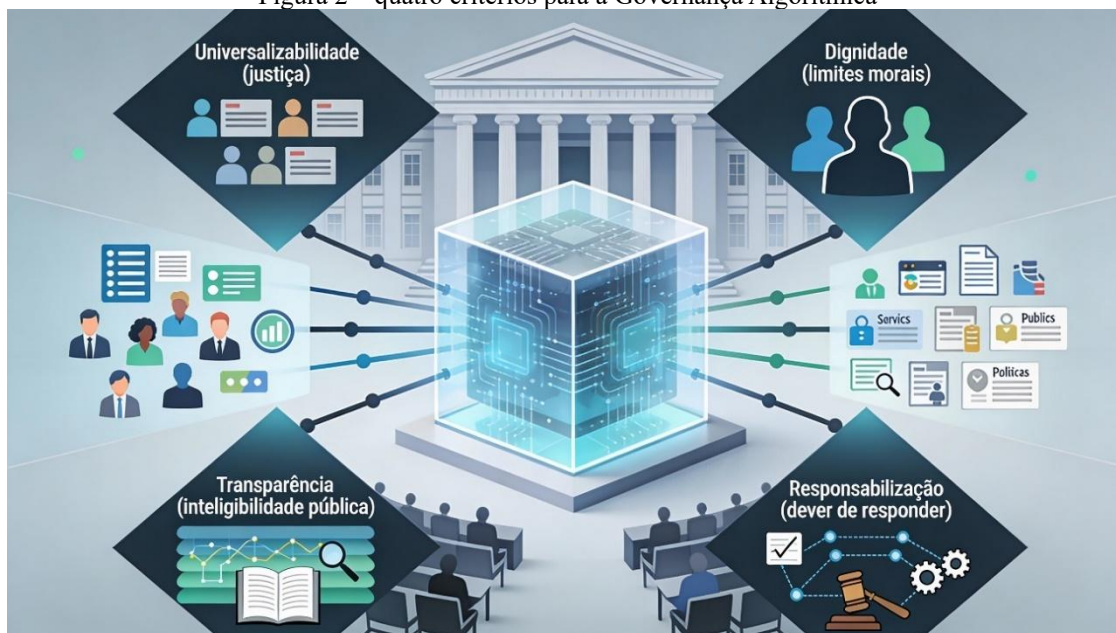 Figura 2 – quatro critérios para a Governança Algorítmica
Universalizabilidade
(justiça)
Dignidade
(limites morais)
Servics
Publics
Politicas
Transparência
(inteligibilidade pública)
Responsabilização
(dever de responder)